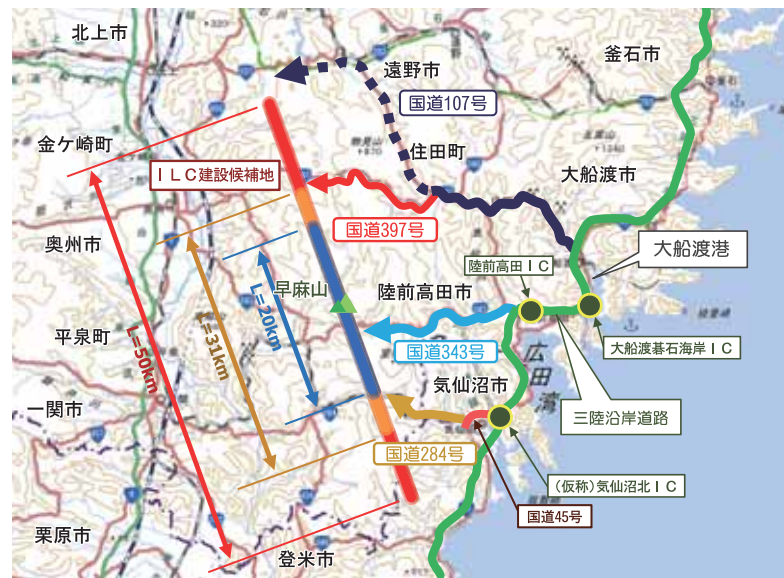 北上市
釜石市
遠野市
国道107号
金ケ崎町
住田町
ILC建設候補地
大船渡市
奥州市
国道397号
大船渡港
陸前高田IC
早麻山
陸前高田市
平泉町
L=50km
L=31km
L=20km
国道343号
大船渡碁石海岸IC
広田湾
気仙沼市
一関市
三陸沿岸道路
国道284号
(仮称)気仙沼北IC
国道45号
栗原市
登米市